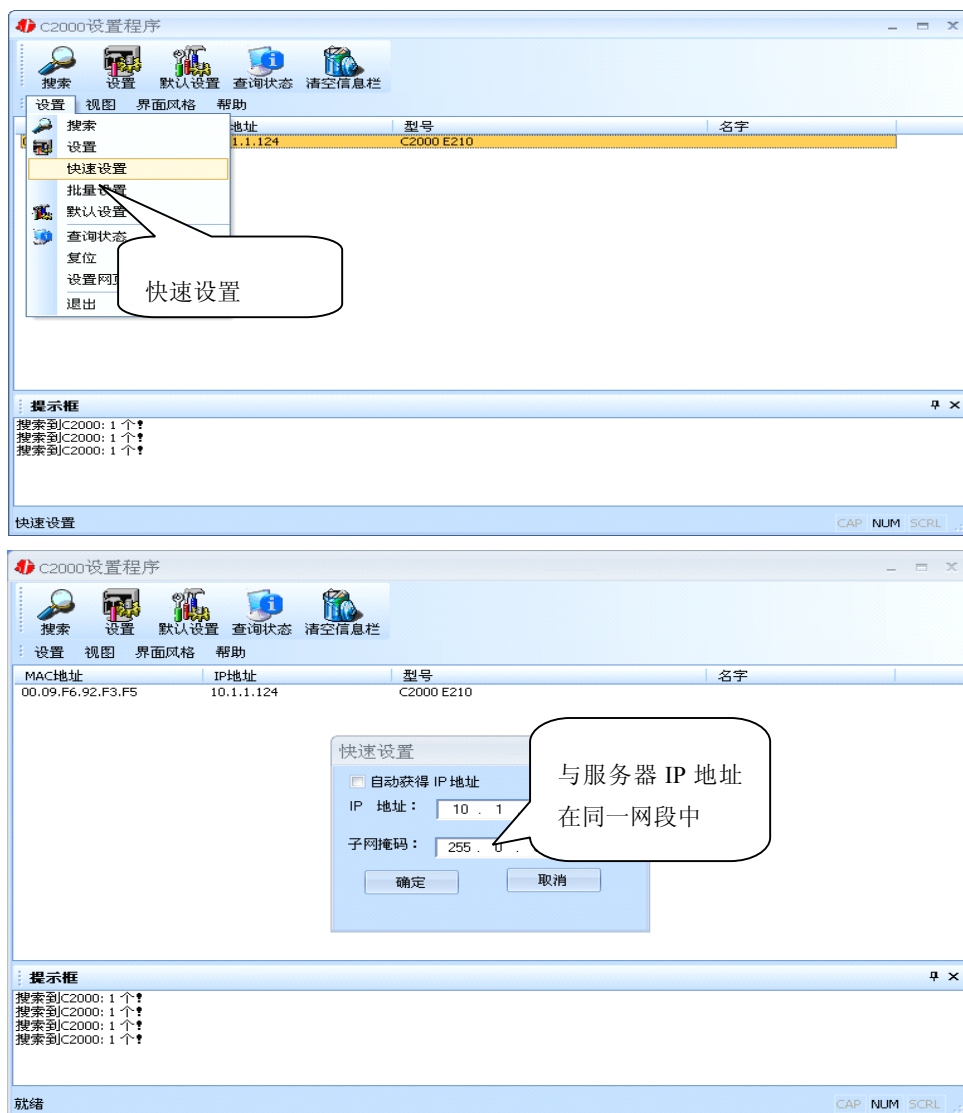 C2000设置程序
搜索 设置 默认设置 查询状态 清空信息栏
设置 视图 界面风格 帮助
地址 型号 名字
1.1.124 C2000 E210
搜索
设置
快速设置
批量设置
默认设置
查询状态
复位
设置网页
退出
快速设置
提示框
搜索到C2000: 1 个!
搜索到C2000: 1 个!
搜索到C2000: 1 个!
快速设置 CAP NUM SCRL
C2000设置程序
搜索 设置 默认设置 查询状态 清空信息栏
设置 视图 界面风格 帮助
MAC地址 IP地址 型号 名字
00.09.F6.92.F3.F5 10.1.1.124 C2000 E210
快速设置
自动获得 IP 地址
IP 地址： 10 . 1
子网掩码： 255 . 0 .
确定 取消
与服务器 IP 地址
在同一网段中
提示框
搜索到C2000: 1 个!
搜索到C2000: 1 个!
搜索到C2000: 1 个!
搜索到C2000: 1 个!
就绪 CAP NUM SCRL